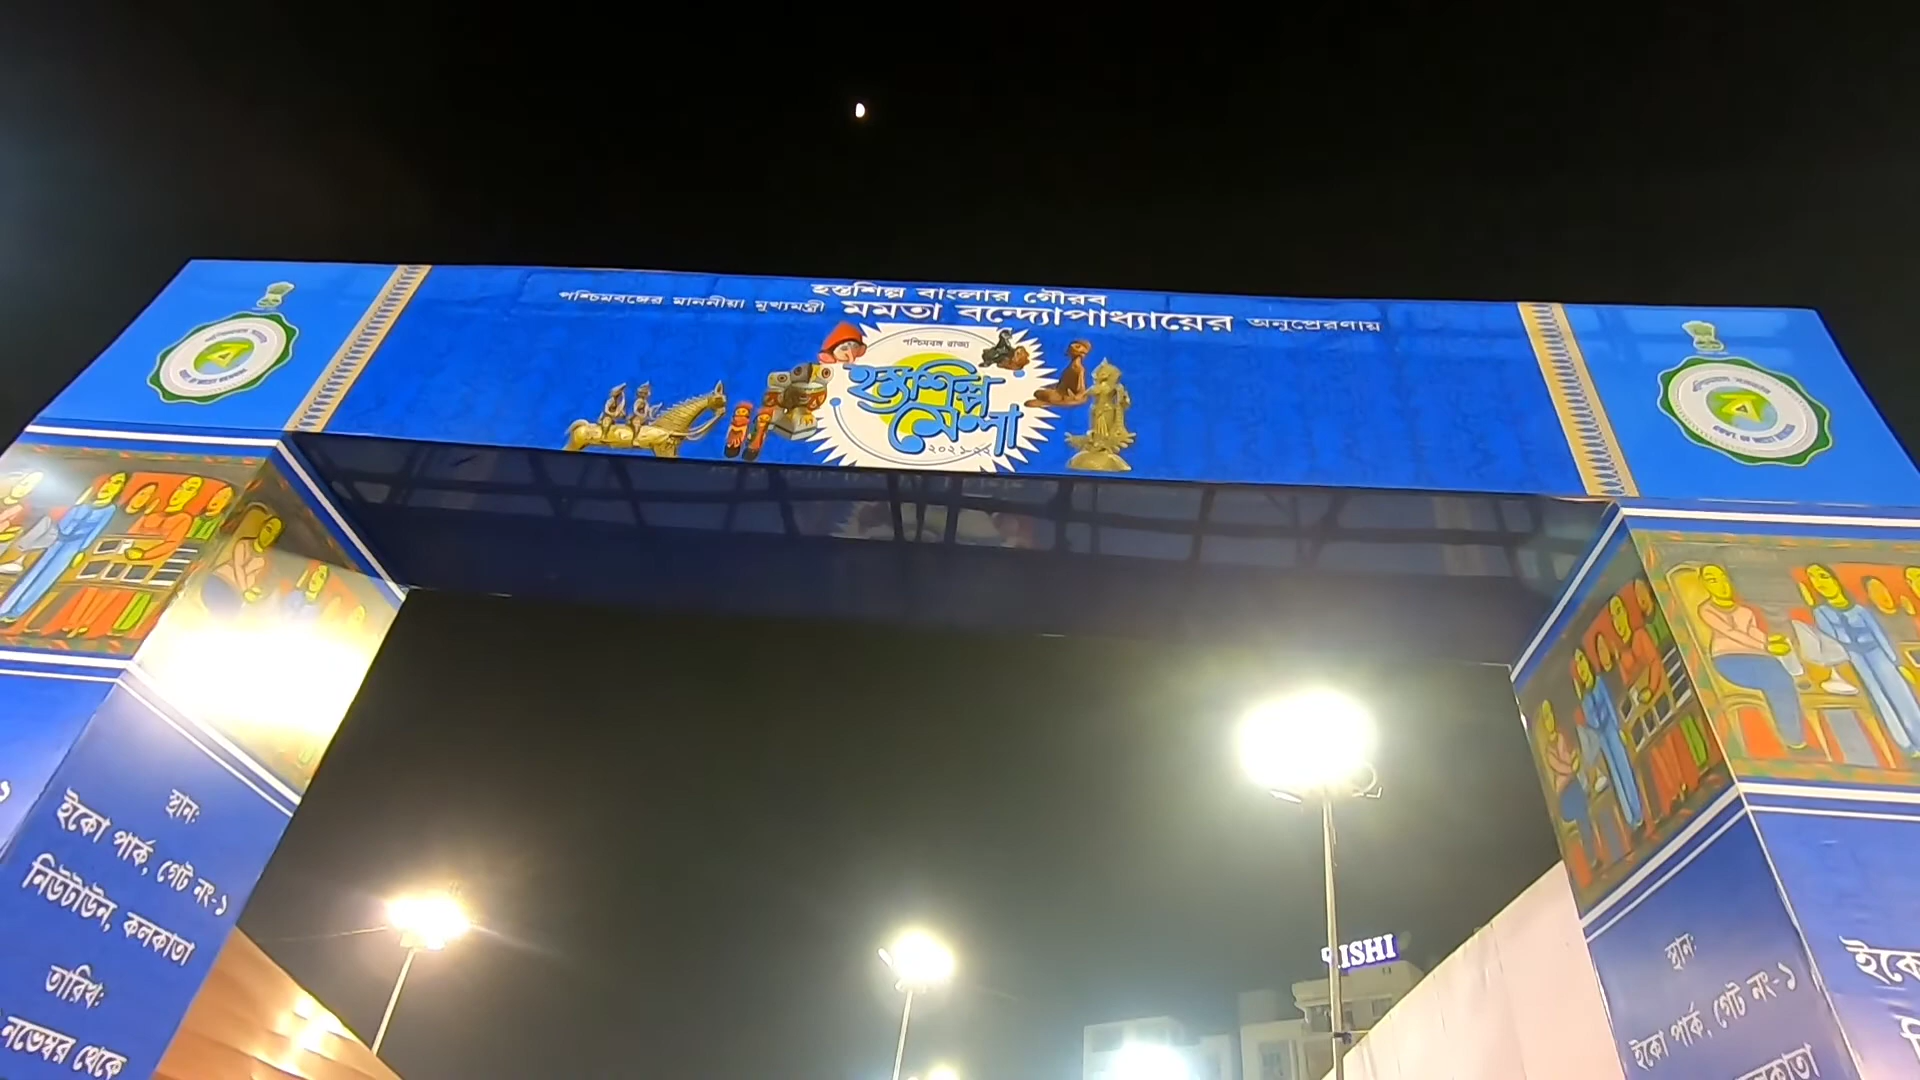 হস্তশিল্প বাংলার গৌরব
পশ্চিমবঙ্গের মাননীয়া মুখ্যমন্ত্রী মমতা বন্দ্যোপাধ্যায়ের অনুপ্রেরণায়
পশ্চিমবঙ্গ রাজ্য
হস্তশিল্প
মেলা
২০২১-২২
স্থান:
ইকো পার্ক, গেট নং-১
নিউটাউন, কলকাতা
তারিখ:
নভেম্বর থেকে
স্থান:
ইকো পার্ক, গেট নং-১